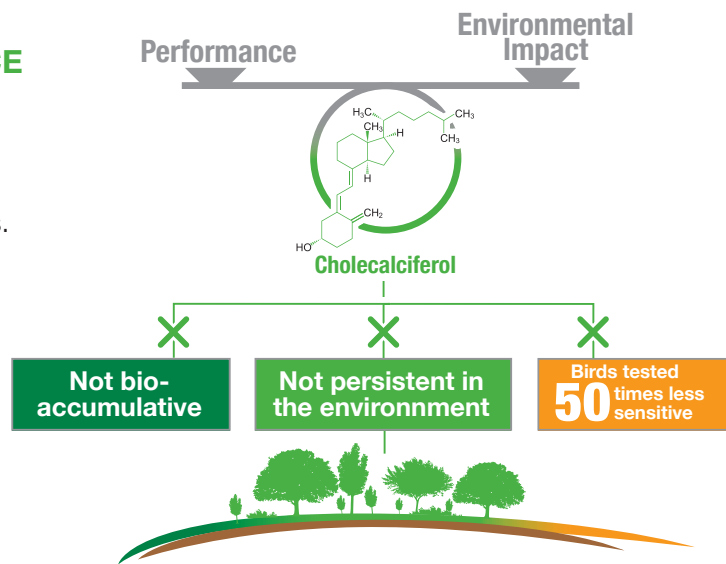 CE
Performance
Environmental
Impact
H₃C
CH₃
CH₃
H
CH₃
H
CH₂
HO
Cholecalciferol
s.
Not bio-
accumulative
Not persistent in
the environnment
Birds tested
50 times less
sensitive